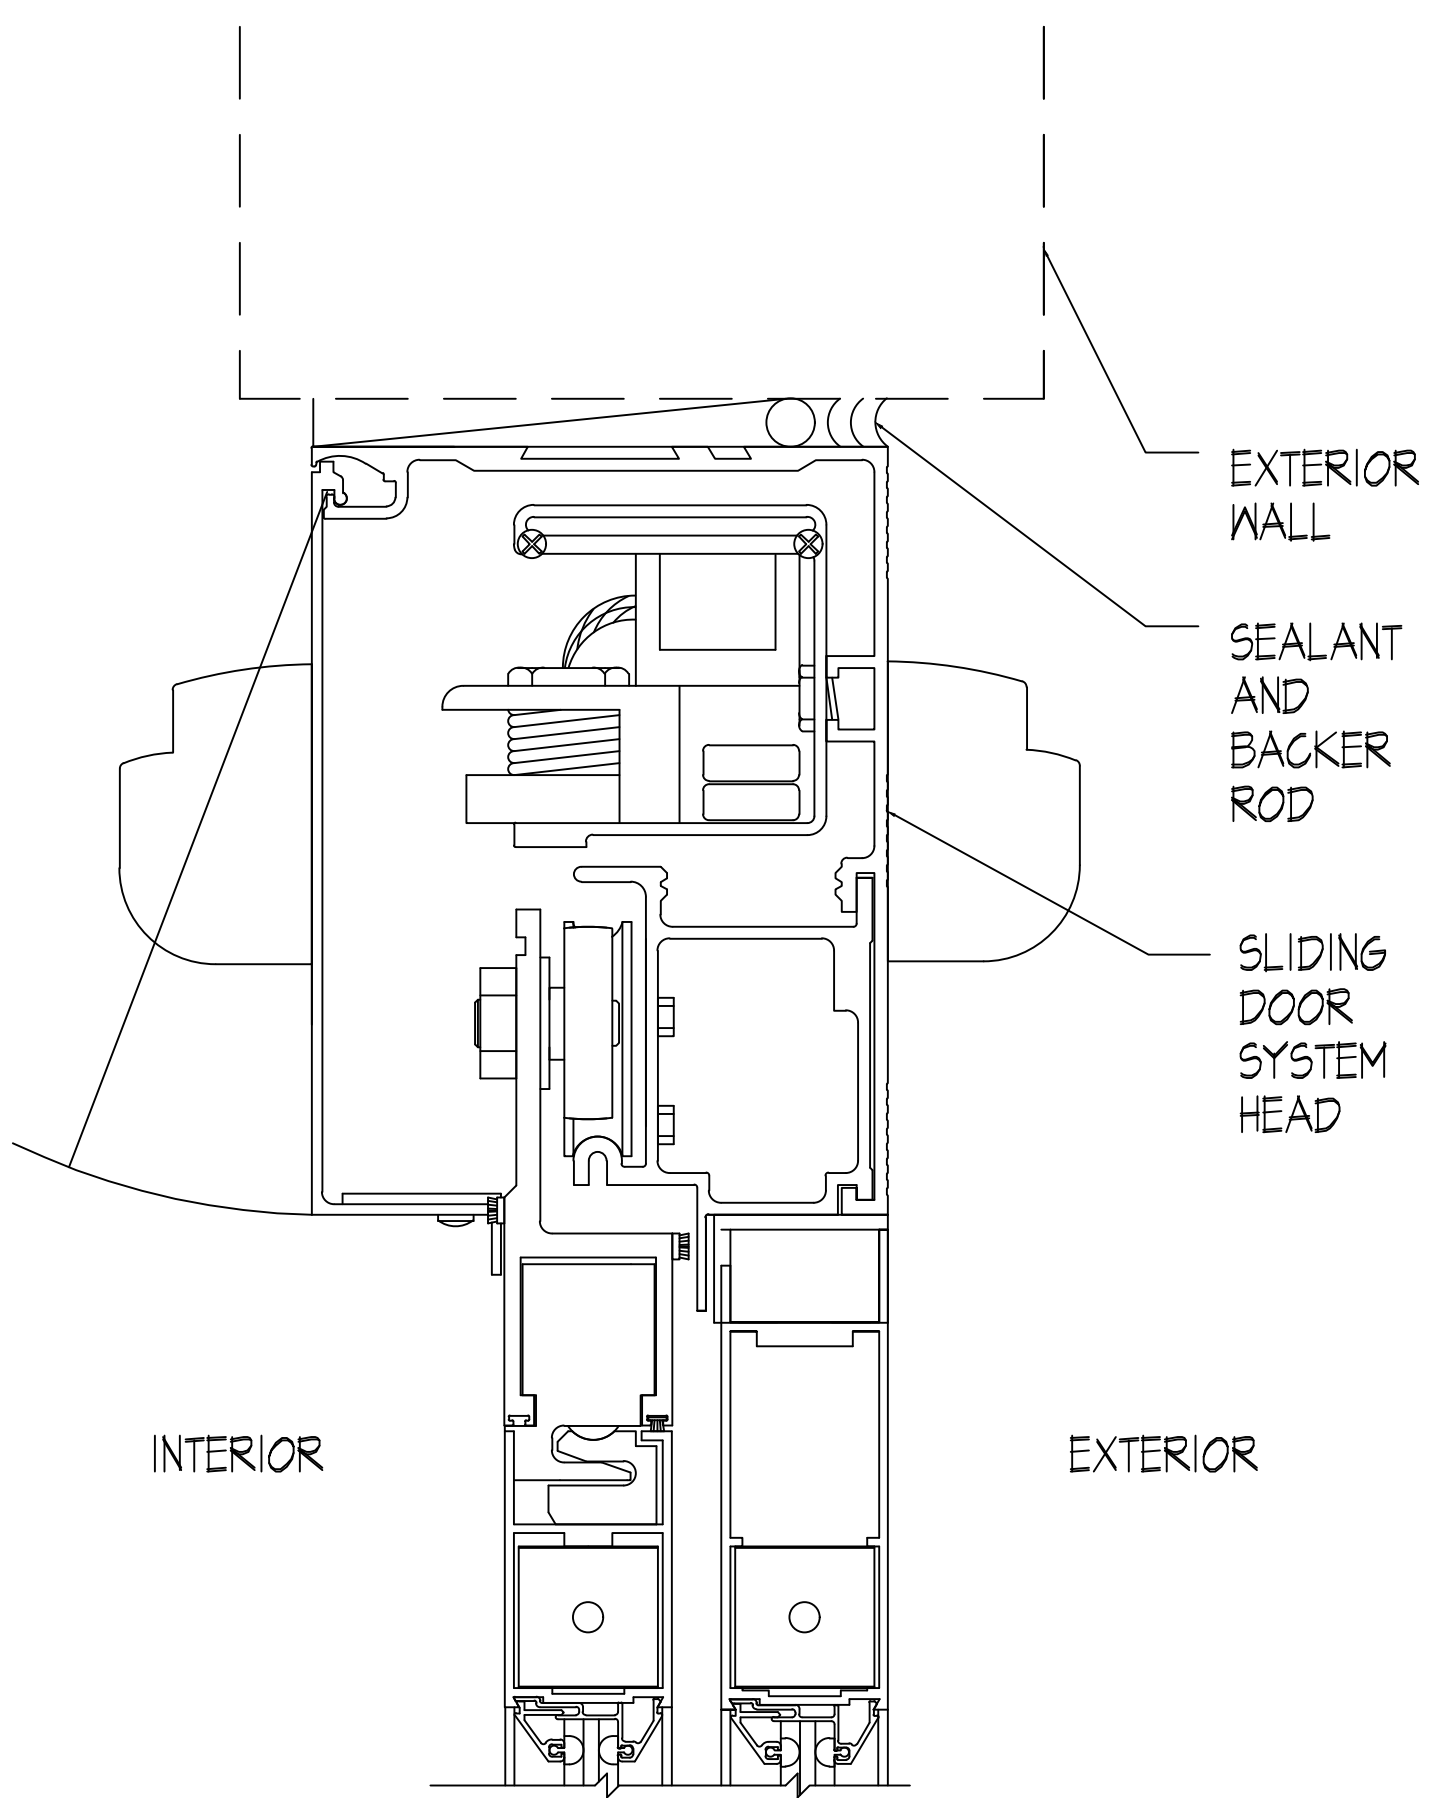 EXTERIOR
WALL
SEALANT
AND
BACKER
ROD
SLIDING
DOOR
SYSTEM
HEAD
INTERIOR
EXTERIOR